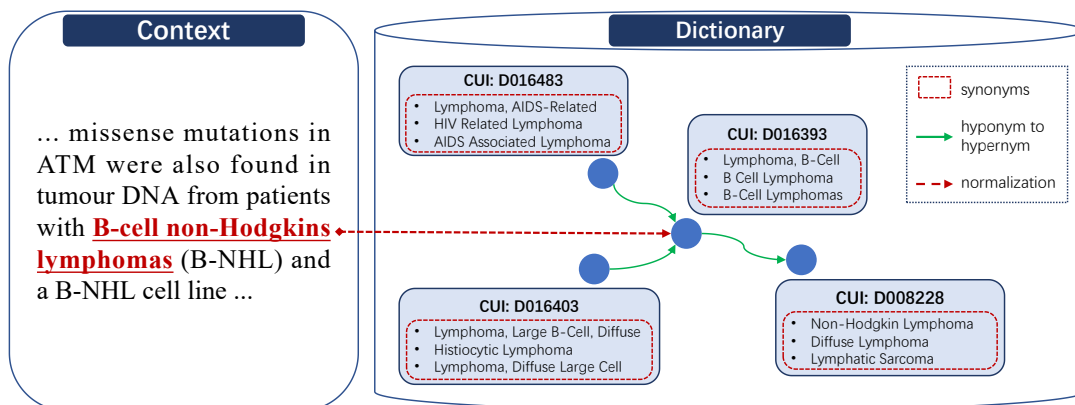 Context
... missense mutations in
ATM were also found in
tumour DNA from patients
with B-cell non-Hodgkins
lymphomas (B-NHL) and
a B-NHL cell line ...
Dictionary
CUI: D016483
• Lymphoma, AIDS-Related
• HIV Related Lymphoma
• AIDS Associated Lymphoma
CUI: D016393
• Lymphoma, B-Cell
• B Cell Lymphoma
• B-Cell Lymphomas
CUI: D016403
• Lymphoma, Large B-Cell, Diffuse
• Histiocytic Lymphoma
• Lymphoma, Diffuse Large Cell
CUI: D008228
• Non-Hodgkin Lymphoma
• Diffuse Lymphoma
• Lymphatic Sarcoma
synonyms
hyponym to
hypernym
normalization